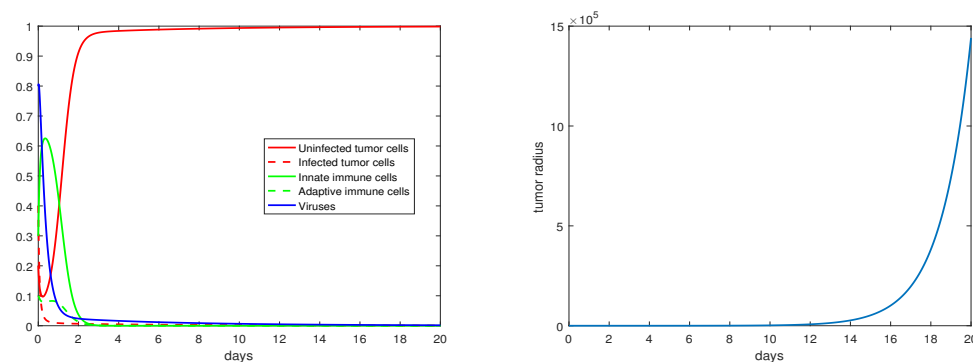 1
0.9
0.8
0.7
0.6
0.5
0.4
0.3
0.2
0.1
0
0 2 4 6 8 10 12 14 16 18 20
days
Uninfected tumor cells
Infected tumor cells
Innate immune cells
Adaptive immune cells
Viruses
15 ×10⁵
10
5
0
tumor radius
0 2 4 6 8 10 12 14 16 18 20
days